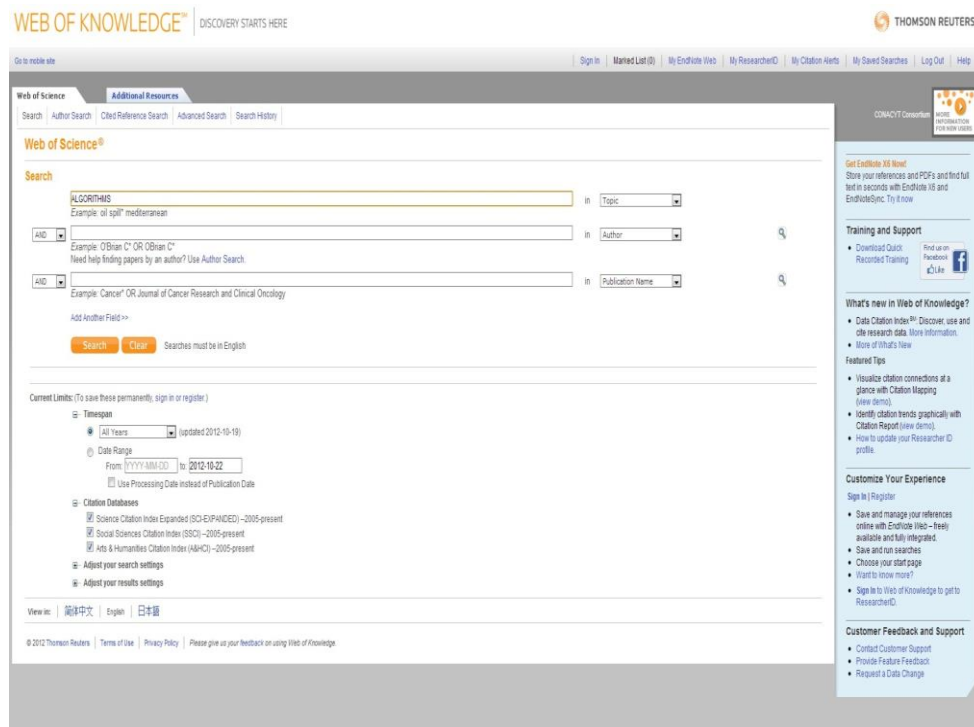 WEB OF KNOWLEDGE℠ | DISCOVERY STARTS HERE
THOMSON REUTERS
Go to mobile site
Sign In | Marked List (0) | My EndNote Web | My ResearcherID | My Citation Alerts | My Saved Searches | Log Out | Help
Web of Science
Additional Resources
Search | Author Search | Cited Reference Search | Advanced Search | Search History
Web of Science®
Search
ALGORITHMS
in Topic
Example: oil spill* mediterranean
AND
in Author
Example: O'Brian C* OR OBrian C*
Need help finding papers by an author? Use Author Search.
AND
in Publication Name
Example: Cancer* OR Journal of Cancer Research and Clinical Oncology
Add Another Field >>
Search Clear Searches must be in English
Current Limits: (To save these permanently, sign in or register.)
Timespan
All Years (updated 2012-10-19)
Date Range
From: YYYY-MM-DD to: 2012-10-22
Use Processing Date instead of Publication Date
Citation Databases
Science Citation Index Expanded (SCI-EXPANDED) --2005-present
Social Sciences Citation Index (SSCI) --2005-present
Arts & Humanities Citation Index (A&HCI) --2005-present
Adjust your search settings
Adjust your results settings
View in: | 简体中文 | English | 日本語
© 2012 Thomson Reuters | Terms of Use | Privacy Policy | Please give us your feedback on using Web of Knowledge.
CONACYT Consortium
MORE
INFORMATION
FOR NEW USERS
Get EndNote X6 Now!
Store your references and PDFs and find full
text in seconds with EndNote X6 and
EndNoteSync. Try it now
Training and Support
Download Quick
Recorded Training
Find us on
Facebook
Like
What's new in Web of Knowledge?
Data Citation Index℠: Discover, use and
cite research data. More information.
More of What's New
Featured Tips
Visualize citation connections at a
glance with Citation Mapping
(view demo).
Identify citation trends graphically with
Citation Report (view demo).
How to update your Researcher ID
profile.
Customize Your Experience
Sign In | Register
Save and manage your references
online with EndNote Web – freely
available and fully integrated.
Save and run searches
Choose your start page
Want to know more?
Sign In to Web of Knowledge to get to
ResearcherID.
Customer Feedback and Support
Contact Customer Support
Provide Feature Feedback
Request a Data Change